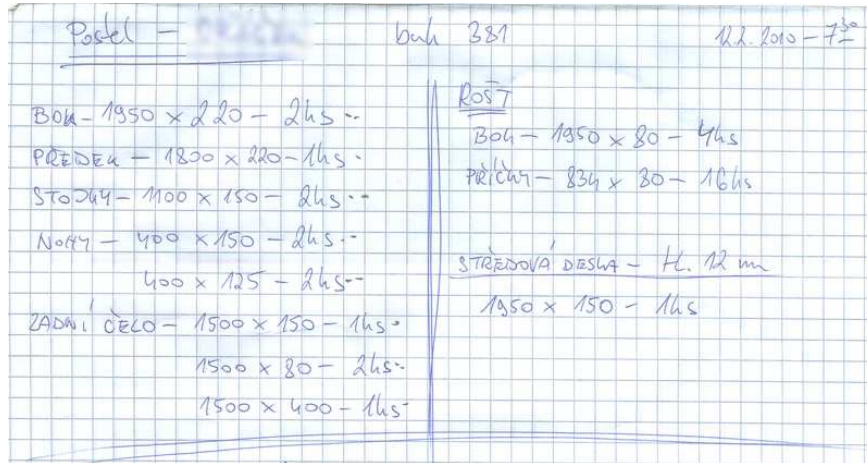 Postel – buk 381 12.2.2010 – 7³⁰
BOK – 1950 × 220 – 2ks --
PŘEDEK – 1800 × 220 – 1ks -
STOJKY – 1100 × 150 – 2ks --
NOHY – 400 × 150 – 2ks --
400 × 125 – 2ks --
ZADNÍ ČELO – 1500 × 150 – 1ks -
1500 × 80 – 2ks --
1500 × 400 – 1ks -
ROŠT
BOK – 1950 × 80 – 4ks
PŘÍČKY – 834 × 80 – 16ks
STŘEDOVÁ DESKA – tl. 12 mm
1950 × 150 – 1ks